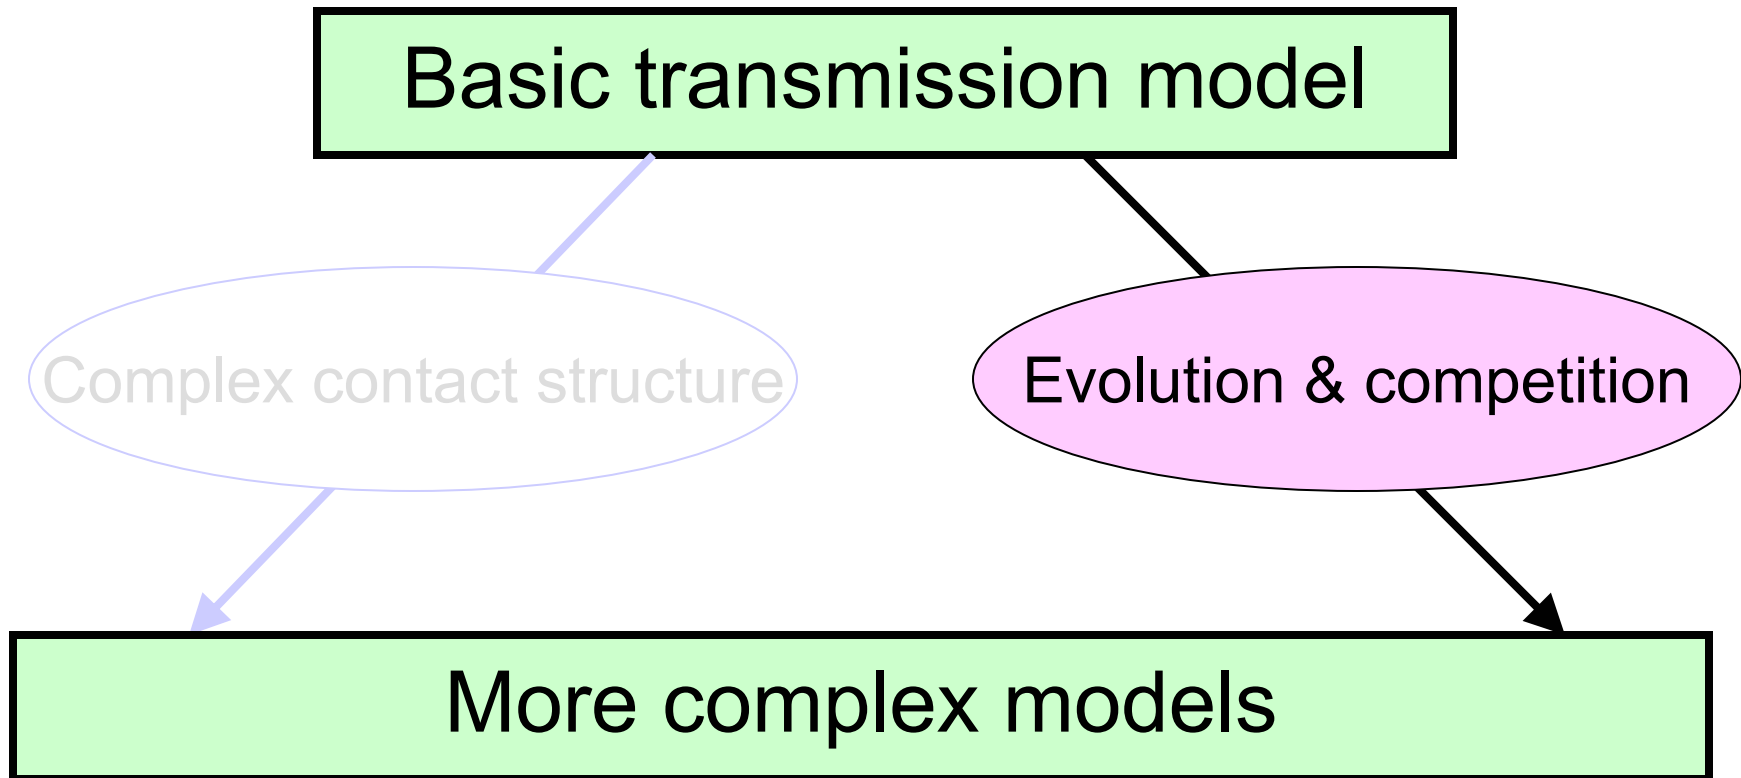 Basic transmission model
Complex contact structure
Evolution & competition
More complex models